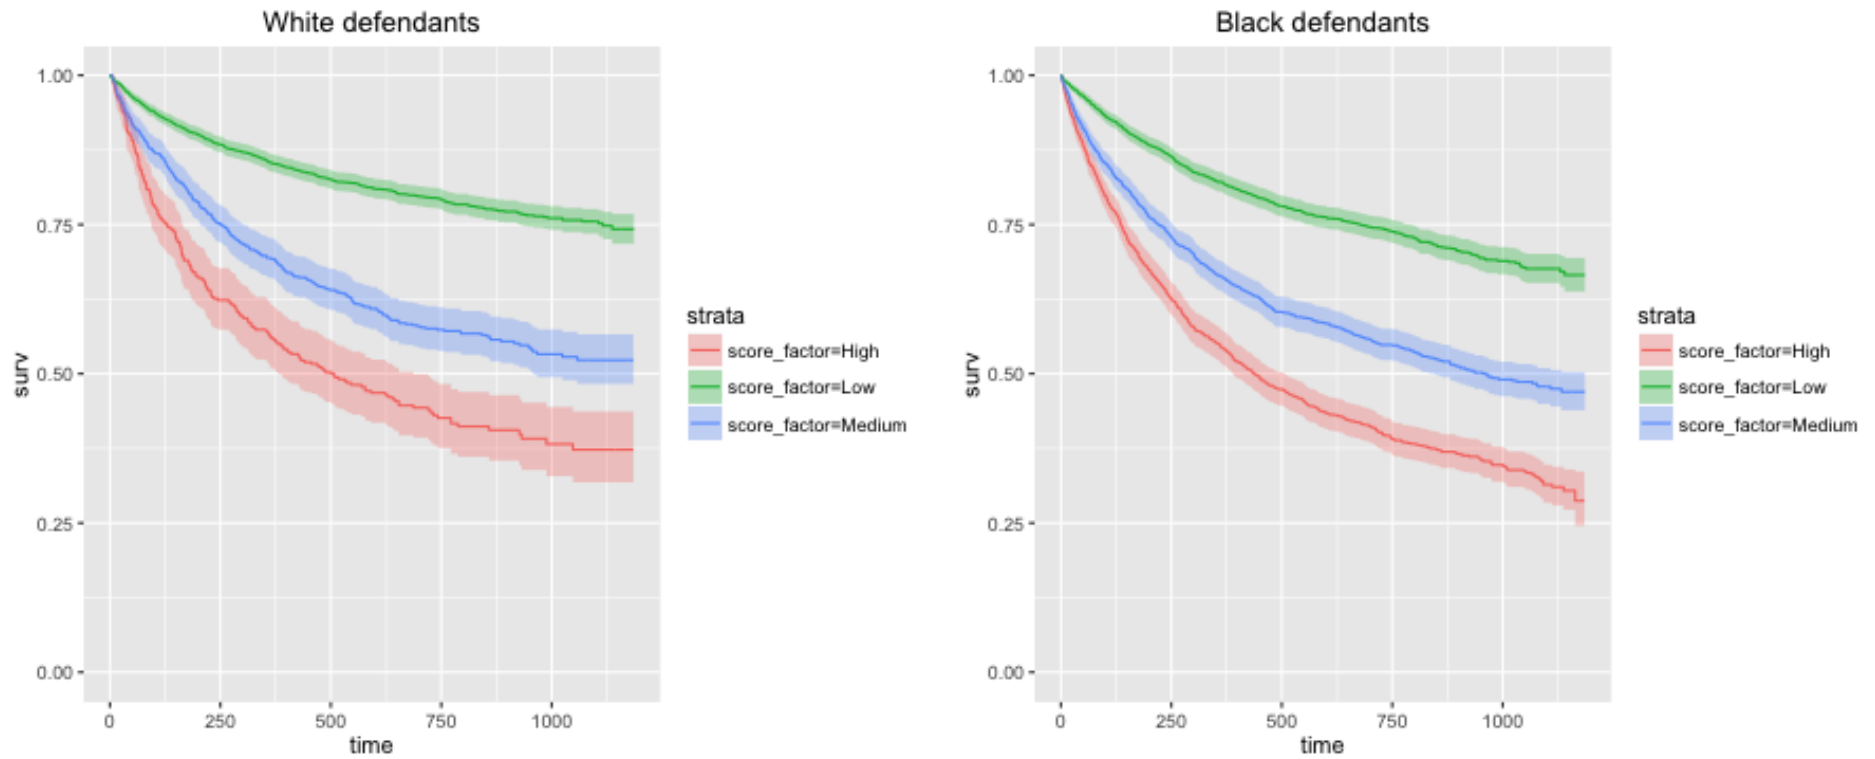 White defendants
surv
1.00
0.75
0.50
0.25
0.00
0 250 500 750 1000
time
strata
score_factor=High
score_factor=Low
score_factor=Medium
Black defendants
surv
1.00
0.75
0.50
0.25
0.00
0 250 500 750 1000
time
strata
score_factor=High
score_factor=Low
score_factor=Medium